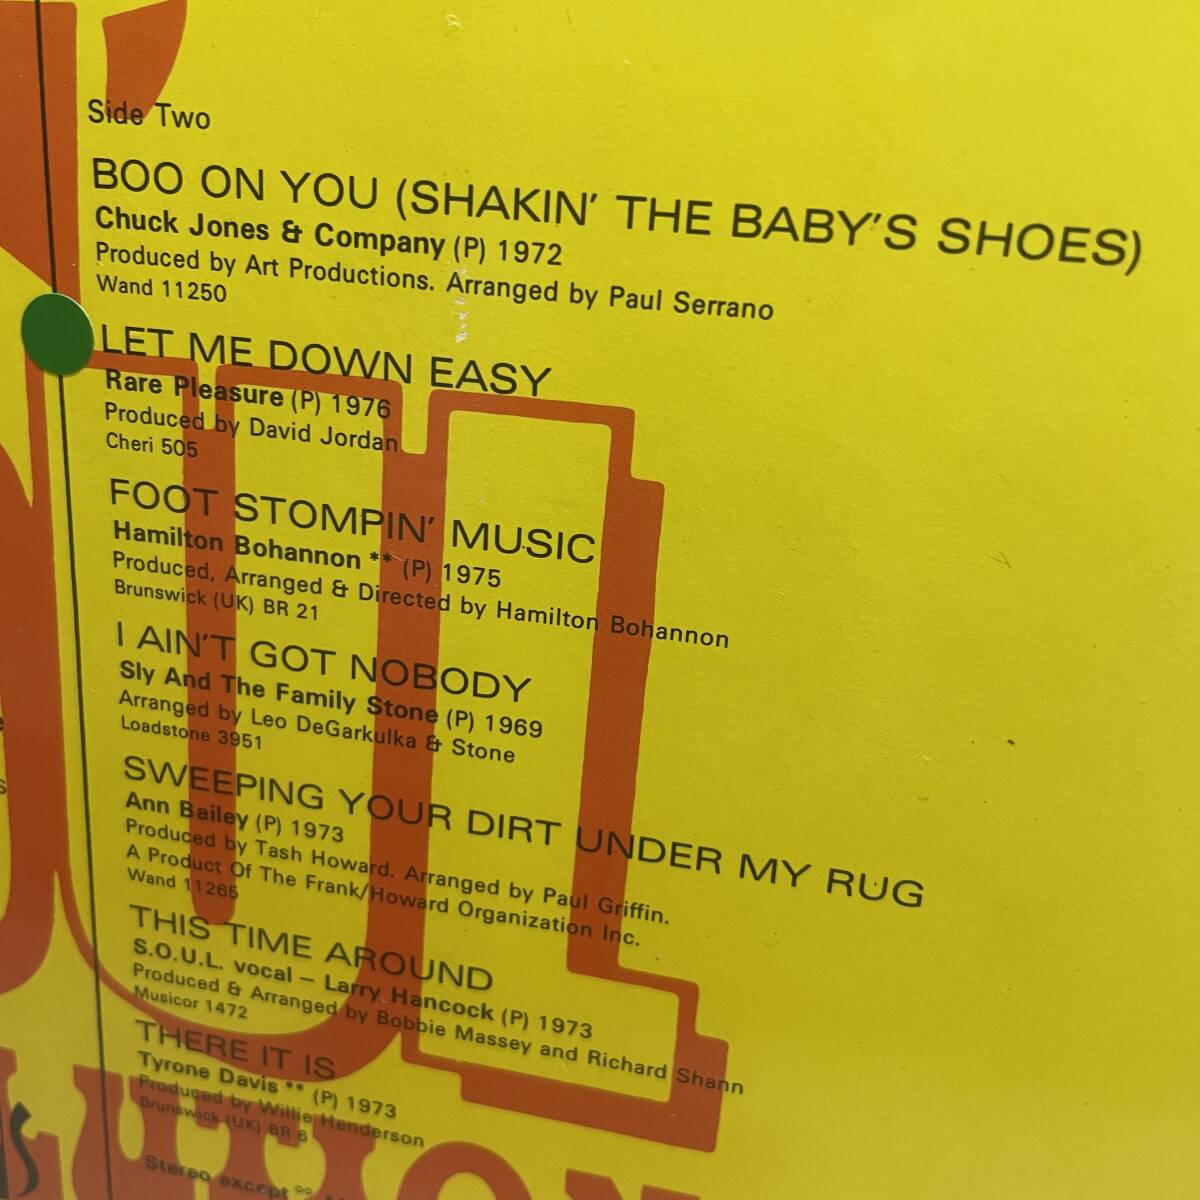 Side Two
BOO ON YOU (SHAKIN' THE BABY'S SHOES)
Chuck Jones & Company (P) 1972
Produced by Art Productions. Arranged by Paul Serrano
Wand 11250
LET ME DOWN EASY
Rare Pleasure (P) 1976
Produced by David Jordan
Cheri 505
FOOT STOMPIN' MUSIC
Hamilton Bohannon ** (P) 1975
Produced, Arranged & Directed by Hamilton Bohannon
Brunswick (UK) BR 21
I AIN'T GOT NOBODY
Sly And The Family Stone (P) 1969
Arranged by Leo DeGarkulka & Stone
Loadstone 3951
SWEEPING YOUR DIRT UNDER MY RUG
Ann Bailey (P) 1973
Produced by Tash Howard. Arranged by Paul Griffin.
A Product Of The Frank/Howard Organization Inc.
Wand 11265
THIS TIME AROUND
S.O.U.L. vocal – Larry Hancock (P) 1973
Produced & Arranged by Bobbie Massey and Richard Shann
Musicor 1472
THERE IT IS
Tyrone Davis ** (P) 1973
Produced by Willie Henderson
Brunswick (UK) BR 6
Stereo except